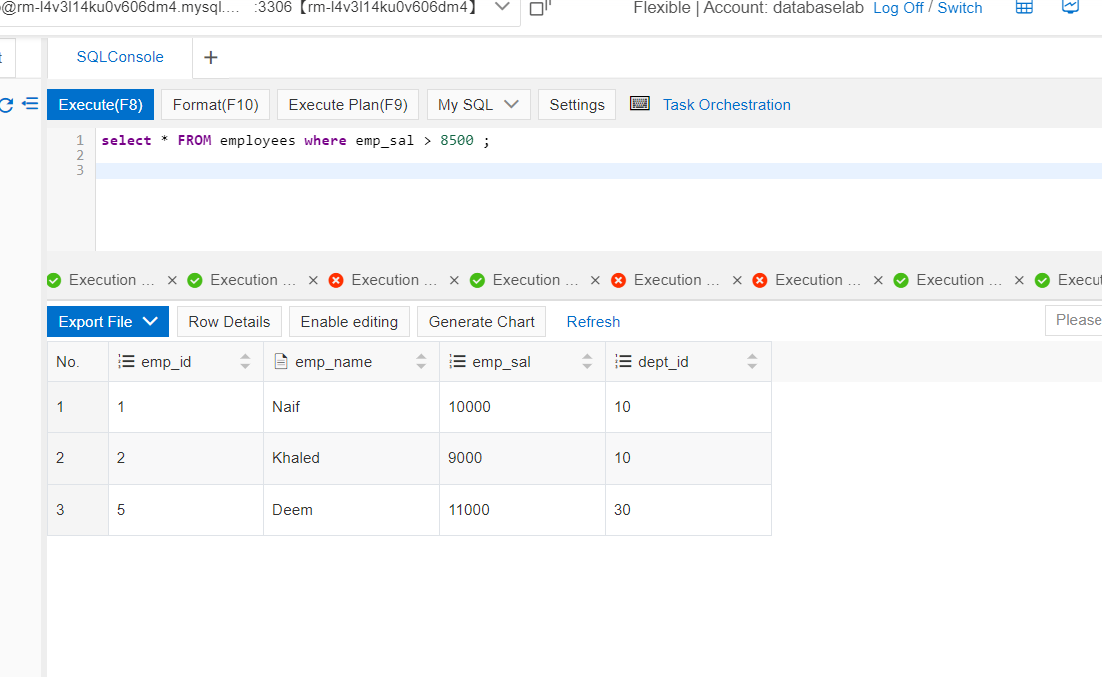 @rm-l4v3l14ku0v606dm4.mysql.... :3306【rm-l4v3l14ku0v606dm4】
Flexible | Account: databaselab Log Off / Switch
SQLConsole +
Execute(F8) Format(F10) Execute Plan(F9) My SQL Settings Task Orchestration
1 select * FROM employees where emp_sal > 8500 ;
2
3
Execution ... × Execution ... × Execution ... × Execution ... × Execution ... × Execution ... × Execution ... × Execut
Export File Row Details Enable editing Generate Chart Refresh Please
No. emp_id emp_name emp_sal dept_id
1 1 Naif 10000 10
2 2 Khaled 9000 10
3 5 Deem 11000 30